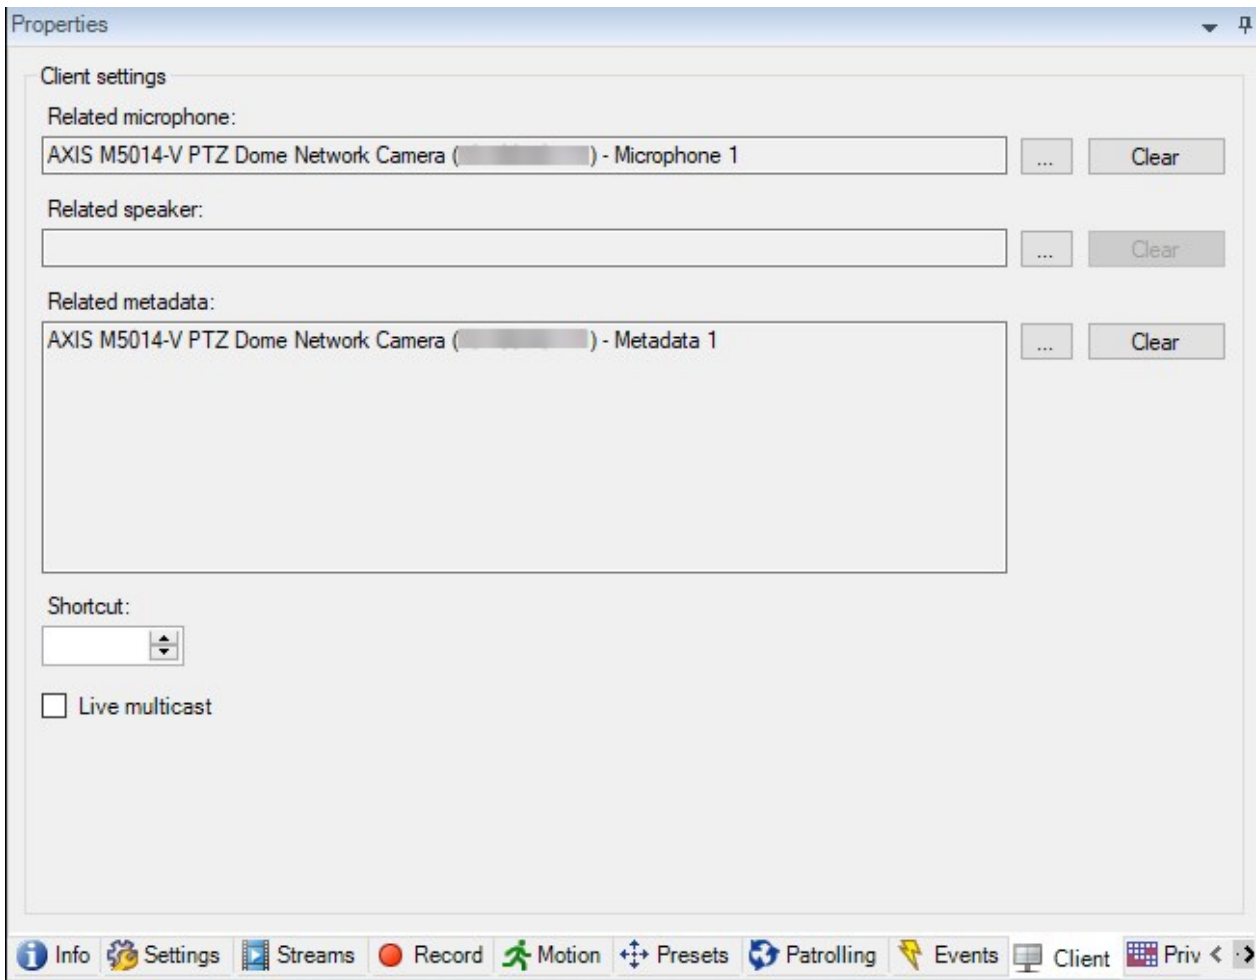 Properties
Client settings
Related microphone:
AXIS M5014-V PTZ Dome Network Camera ( ) - Microphone 1 ... Clear
Related speaker:
... Clear
Related metadata:
AXIS M5014-V PTZ Dome Network Camera ( ) - Metadata 1 ... Clear
Shortcut:
Live multicast
Info Settings Streams Record Motion Presets Patrolling Events Client Priv